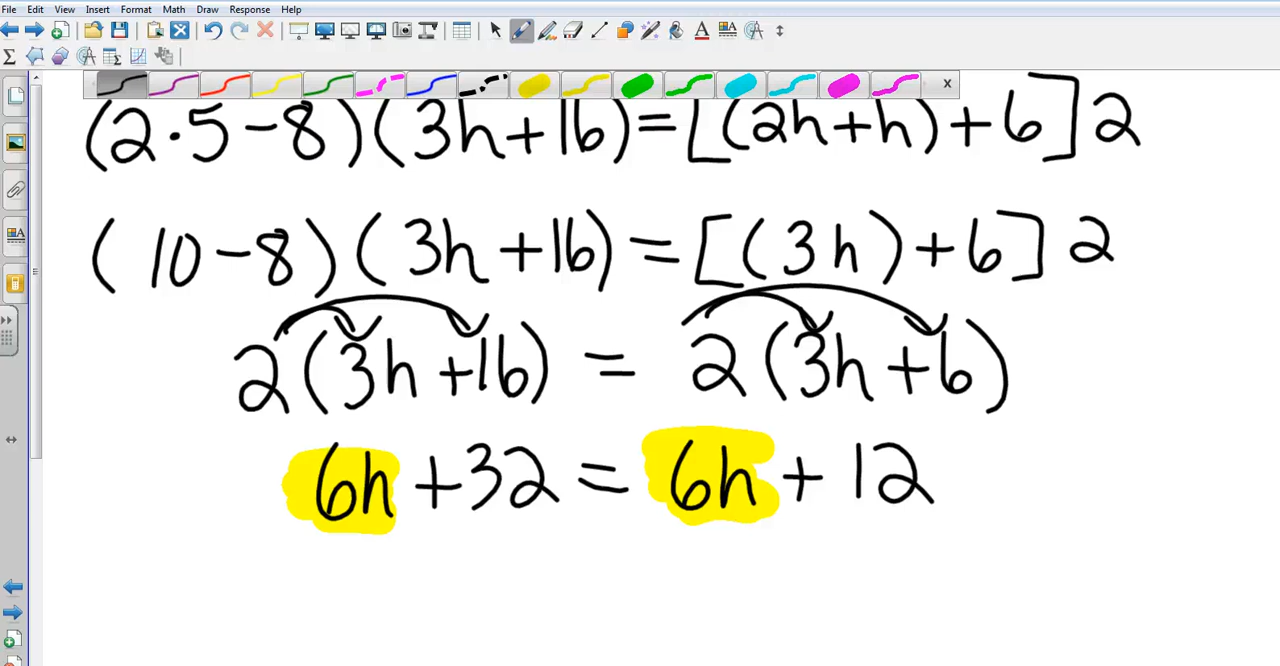 File Edit View Insert Format Math Draw Response Help
(2·5-8)(3h+16)=[(2h+h)+6]2
(10-8)(3h+16)=[(3h)+6]2
2(3h+16) = 2(3h+6)
6h+32=6h+12